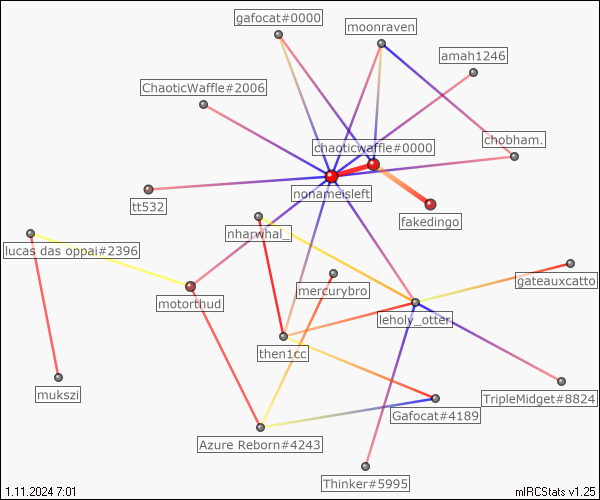 gafocat#0000
moonraven
amah1246
ChaoticWaffle#2006
chobham.
chaoticwaffle#0000
nonameisleft
tt532
fakedingo
nharwhal_
lucas das oppai#2396
gateauxcatto
mercurybro
motorthud
leholy_otter
then1cc
mukszi
TripleMidget#8824
Gafocat#4189
Azure Reborn#4243
Thinker#5995
1.11.2024 7:01
mIRCStats v1.25